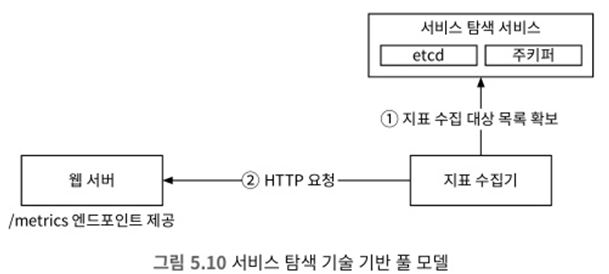 서비스 탐색 서비스
etcd
주키퍼
① 지표 수집 대상 목록 확보
웹 서버
② HTTP 요청
지표 수집기
/metrics 엔드포인트 제공
그림 5.10 서비스 탐색 기술 기반 풀 모델